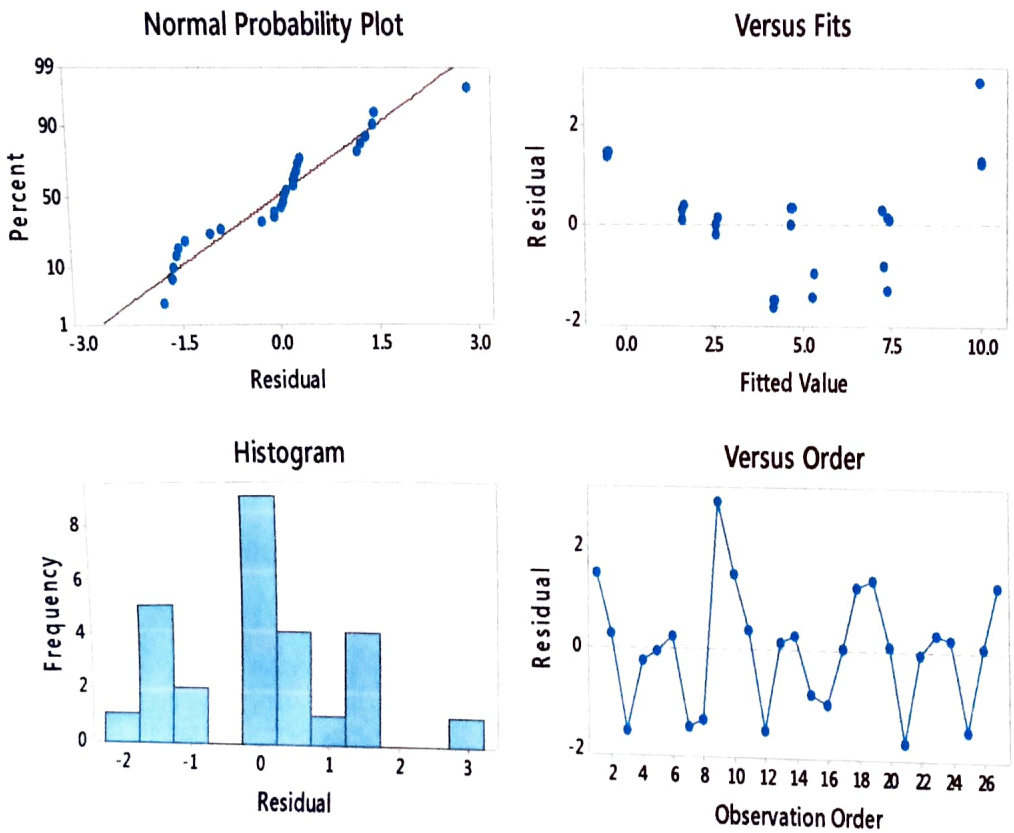 Normal Probability Plot
99
90
50
10
1
Percent
-3.0 -1.5 0.0 1.5 3.0
Residual
Versus Fits
2
0
-2
Residual
0.0 2.5 5.0 7.5 10.0
Fitted Value
Histogram
8
6
4
2
0
Frequency
-2 -1 0 1 2 3
Residual
Versus Order
2
0
-2
Residual
2 4 6 8 10 12 14 16 18 20 22 24 26
Observation Order